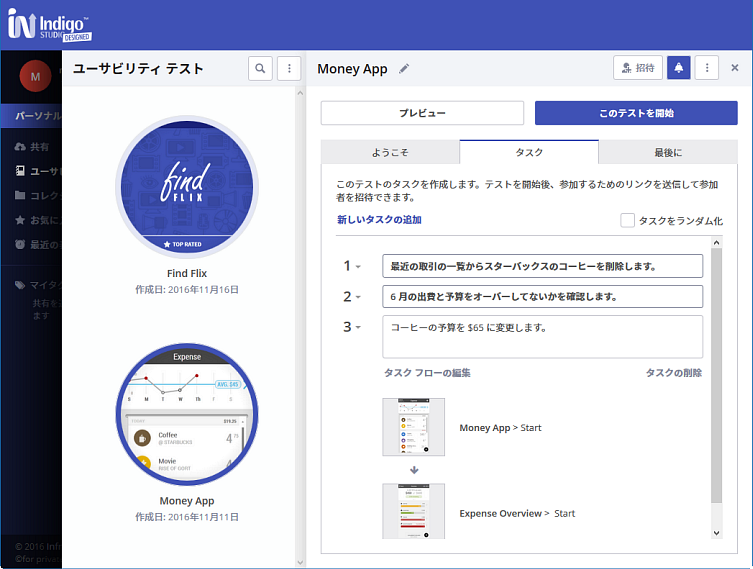 Indigo™
STUDIO
DESIGNED
M
パーソナル
共有
ユーサ
コレク
お気に
最近の
マイタ
共有を
ます
© 2016 Inf
©for priva
ユーサビリティ テスト
find
FLIX
TOP RATED
Find Flix
作成日: 2016年11月16日
Expense
AVG. $45
S M T W Th F S
TODAY $19.25
Coffee
@ STARBUCKS
4
Movie
RISE OF LIGHT
4
Money App
作成日: 2016年11月11日
Money App
招待
プレビュー
このテストを開始
ようこそ
タスク
最後に
このテストのタスクを作成します。テストを開始後、参加するためのリンクを送信して参加
者を招待できます。
新しいタスクの追加
タスクをランダム化
1 最近の取引の一覧からスターバックスのコーヒーを削除します。
2 6 月の出費と予算をオーバーしてないかを確認します。
3 コーヒーの予算を $65 に変更します。
タスク フローの編集
タスクの削除
Money App > Start
Expense Overview > Start